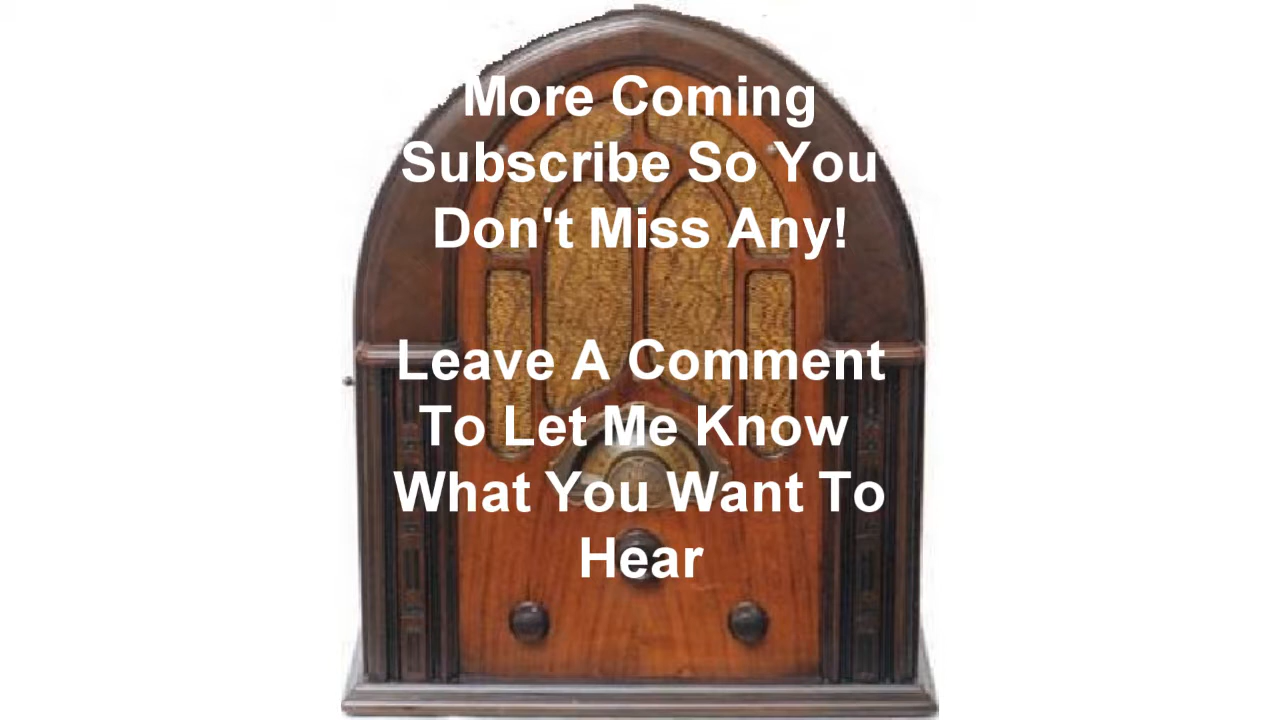 More Coming
Subscribe So You
Don't Miss Any!
Leave A Comment
To Let Me Know
What You Want To
Hear